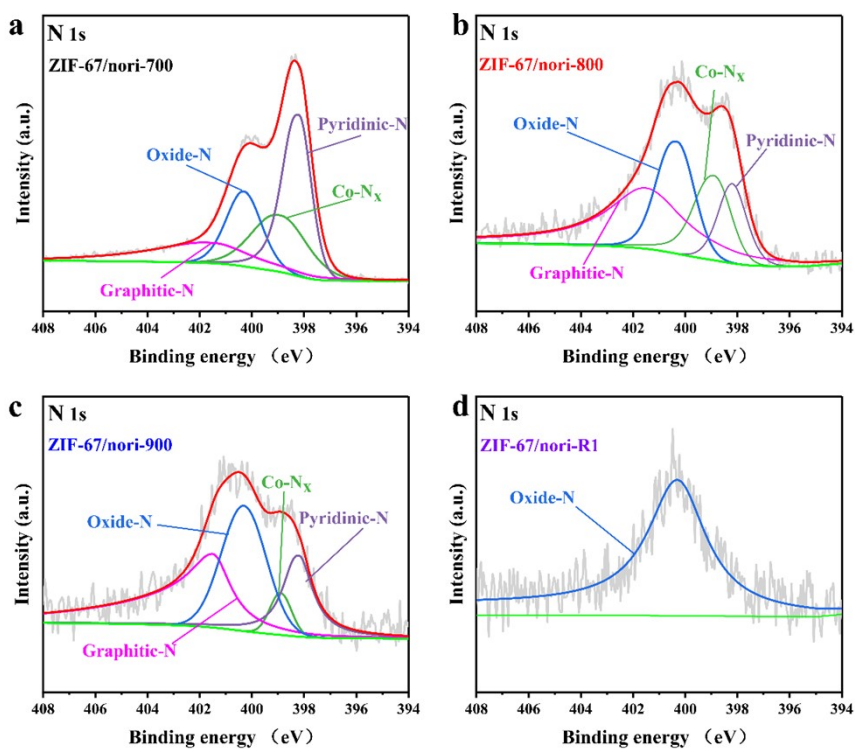 a
N 1s
ZIF-67/nori-700
Oxide-N
Pyridinic-N
Co-Nx
Graphitic-N
Intensity (a.u.)
408 406 404 402 400 398 396 394
Binding energy （eV）
b
N 1s
ZIF-67/nori-800
Co-Nx
Oxide-N
Pyridinic-N
Graphitic-N
Intensity (a.u.)
408 406 404 402 400 398 396 394
Binding energy （eV）
c
N 1s
ZIF-67/nori-900
Co-Nx
Oxide-N
Pyridinic-N
Graphitic-N
Intensity (a.u.)
408 406 404 402 400 398 396 394
Binding energy （eV）
d
N 1s
ZIF-67/nori-R1
Oxide-N
Intensity (a.u.)
408 406 404 402 400 398 396 394
Binding energy （eV）